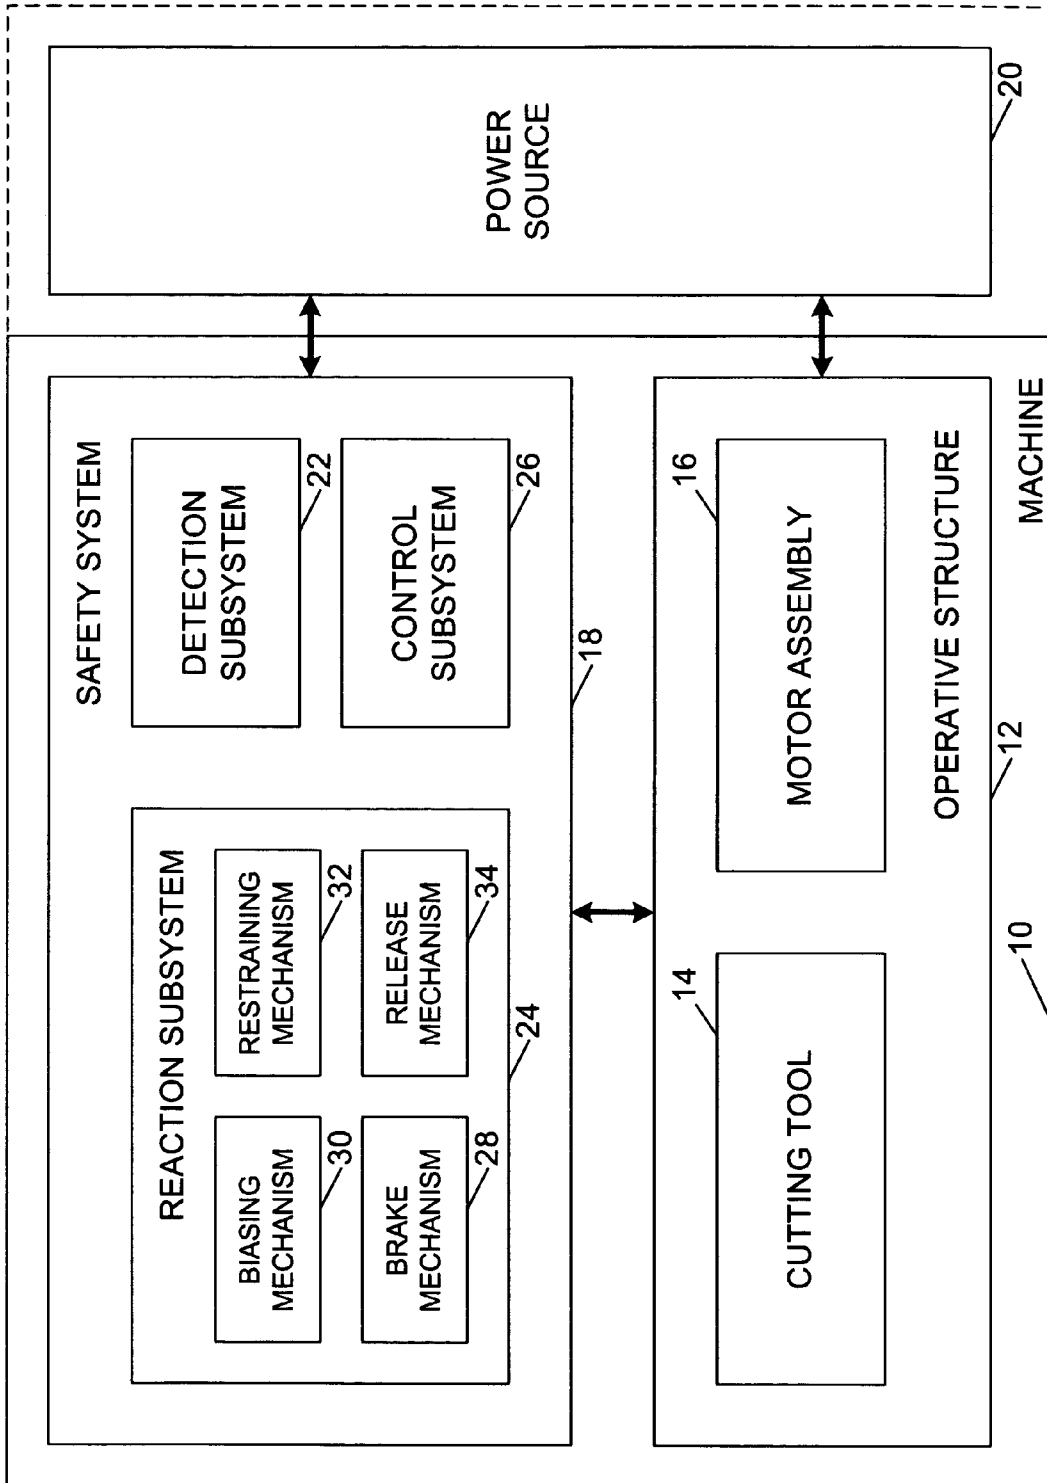 SAFETY SYSTEM
REACTION SUBSYSTEM
BIASING
MECHANISM
30
RESTRAINING
MECHANISM
32
BRAKE
MECHANISM
28
RELEASE
MECHANISM
34
24
DETECTION
SUBSYSTEM
22
CONTROL
SUBSYSTEM
26
18
POWER
SOURCE
20
14
CUTTING TOOL
16
MOTOR ASSEMBLY
OPERATIVE STRUCTURE
12
10
MACHINE